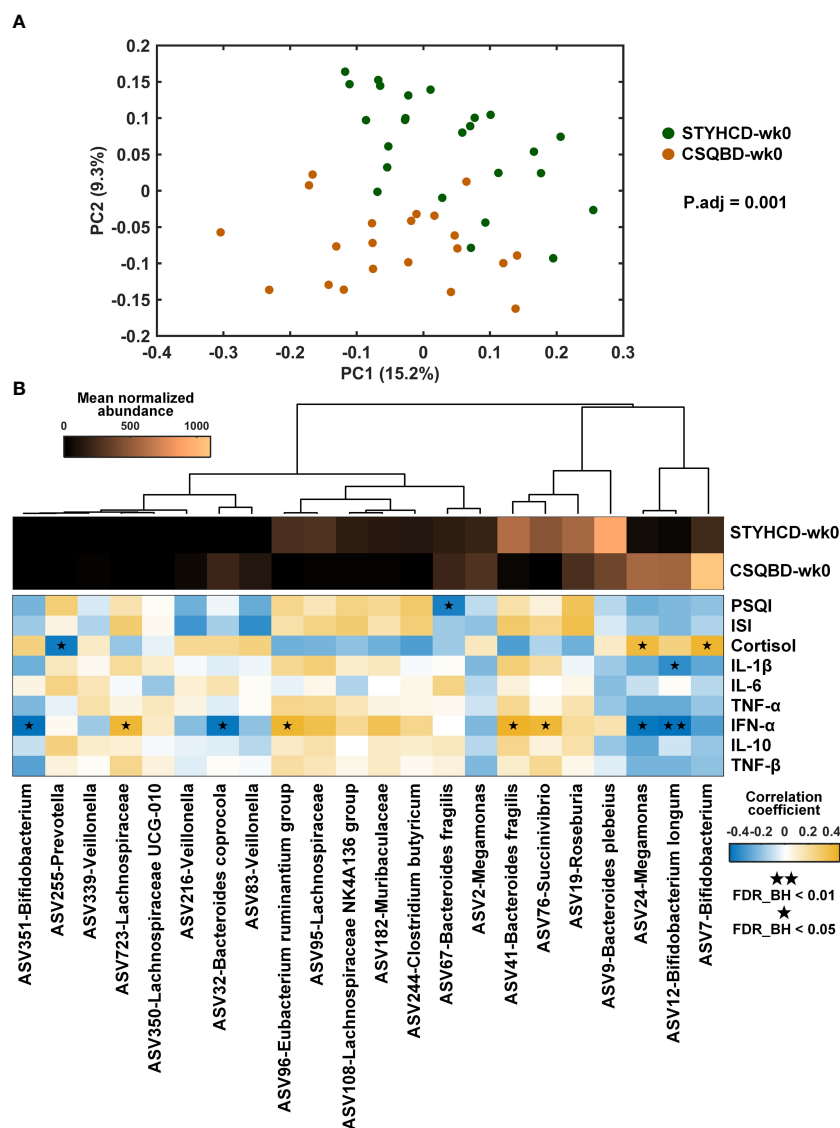 A
0.2
0.15
0.1
0.05
0
-0.05
-0.1
-0.15
-0.2
PC2 (9.3%)
-0.4
-0.3
-0.2
-0.1
0
0.1
0.2
0.3
PC1 (15.2%)
STYHCD-wk0
CSQBD-wk0
P.adj = 0.001
B
Mean normalized
abundance
0
500
1000
STYHCD-wk0
CSQBD-wk0
PSQI
ISI
Cortisol
IL-1β
IL-6
TNF-α
IFN-α
IL-10
TNF-β
ASV351-Bifidobacterium
ASV255-Prevotella
ASV339-Veillonella
ASV723-Lachnospiraceae
ASV350-Lachnospiraceae UCG-010
ASV216-Veillonella
ASV32-Bacteroides coprocola
ASV83-Veillonella
ASV96-Eubacterium ruminantium group
ASV95-Lachnospiraceae
ASV108-Lachnospiraceae NK4A136 group
ASV182-Muribaculaceae
ASV244-Clostridium butyricum
ASV67-Bacteroides fragilis
ASV2-Megamonas
ASV41-Bacteroides fragilis
ASV76-Succinivibrio
ASV19-Roseburia
ASV9-Bacteroides plebeius
ASV24-Megamonas
ASV12-Bifidobacterium longum
ASV7-Bifidobacterium
Correlation
coefficient
-0.4 -0.2 0 0.2 0.4
★★
FDR_BH < 0.01
★
FDR_BH < 0.05